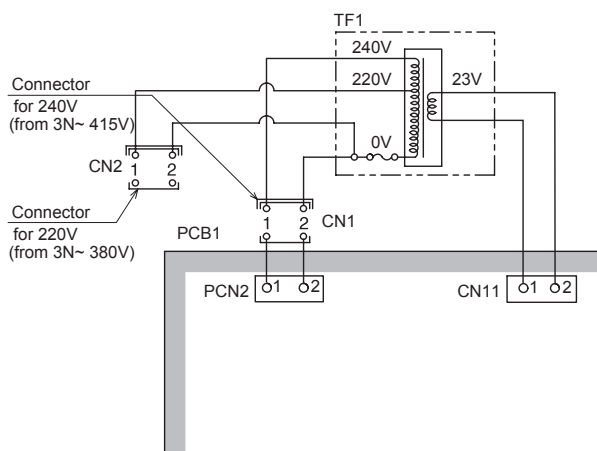 TF1
240V
220V
23V
0V
Connector
for 240V
(from 3N~ 415V)
CN2
1 2
Connector
for 220V
(from 3N~ 380V)
1 2
CN1
PCB1
PCN2
1 2
CN11
1 2